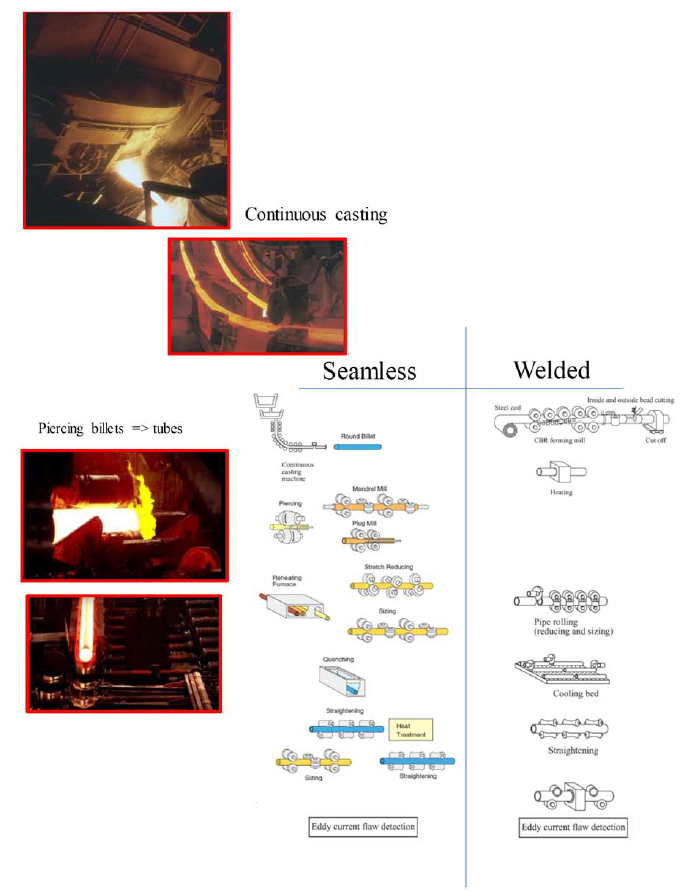 Continuous casting
Seamless
Welded
Piercing billets => tubes
Round Billet
Continuous
casting
machine
Piercing
Mandrel Mill
Plug Mill
Reheating
Furnace
Stretch Reducing
Sizing
Quenching
Straightening
Heat
Treatment
Sizing
Straightening
Eddy current flaw detection
Steel coil
Inside and outside bead cutting
CBR forming mill
Cut off
Heating
Pipe rolling
(reducing and sizing)
Cooling bed
Straightening
Eddy current flaw detection